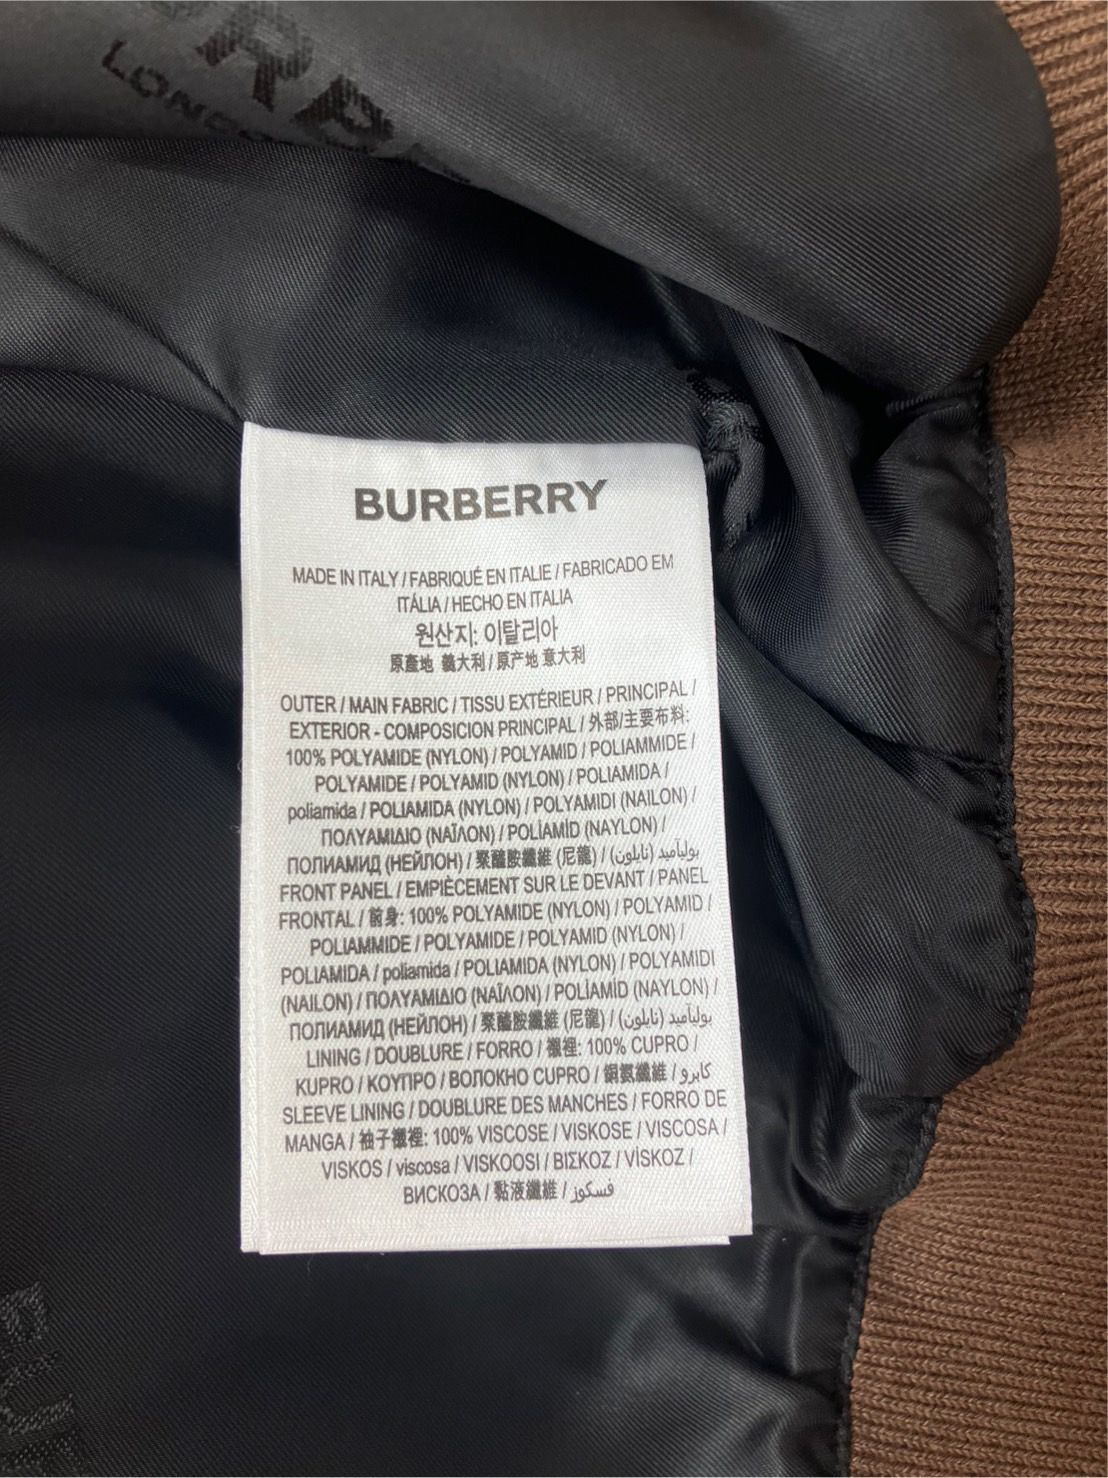 LONDON
BURBERRY
MADE IN ITALY / FABRIQUÉ EN ITALIE / FABRICADO EM
ITÁLIA / HECHO EN ITALIA
원산지: 이탈리아
原產地 義大利 / 原产地 意大利
OUTER / MAIN FABRIC / TISSU EXTÉRIEUR / PRINCIPAL /
EXTERIOR - COMPOSICION PRINCIPAL / 外部/主要布料:
100% POLYAMIDE (NYLON) / POLYAMID / POLIAMMIDE /
POLYAMIDE / POLYAMID (NYLON) / POLIAMIDA /
poliamida / POLIAMIDA (NYLON) / POLYAMIDI (NAILON) /
ΠΟΛΥΑΜΙΔΙΟ (ΝΑΪΛΟΝ) / POLİAMİD (NAYLON) /
ПОЛИАМИД (НЕЙЛОН) / 聚醯胺纖維 (尼龍) / بولياميد (نايلون) /
FRONT PANEL / EMPIÈCEMENT SUR LE DEVANT / PANEL
FRONTAL / 前身: 100% POLYAMIDE (NYLON) / POLYAMID /
POLIAMMIDE / POLYAMIDE / POLYAMID (NYLON) /
POLIAMIDA / poliamida / POLIAMIDA (NYLON) / POLYAMIDI
(NAILON) / ΠΟΛΥΑΜΙΔΙΟ (ΝΑΪΛΟΝ) / POLİAMİD (NAYLON) /
ПОЛИАМИД (НЕЙЛОН) / 聚醯胺纖維 (尼龍) / بولياميد (نايلون) /
LINING / DOUBLURE / FORRO / 襯裡: 100% CUPRO /
KUPRO / ΚΟΥΠΡΟ / ВОЛОКНО CUPRO / 銅氨纖維 / كابرو /
SLEEVE LINING / DOUBLURE DES MANCHES / FORRO DE
MANGA / 袖子襯裡: 100% VISCOSE / VISKOSE / VISCOSA /
VISKOS / viscosa / VISKOOSI / ΒΙΣΚΟΖ / VİSKOZ /
ВИСКОЗА / 黏液纖維 / فسكوز